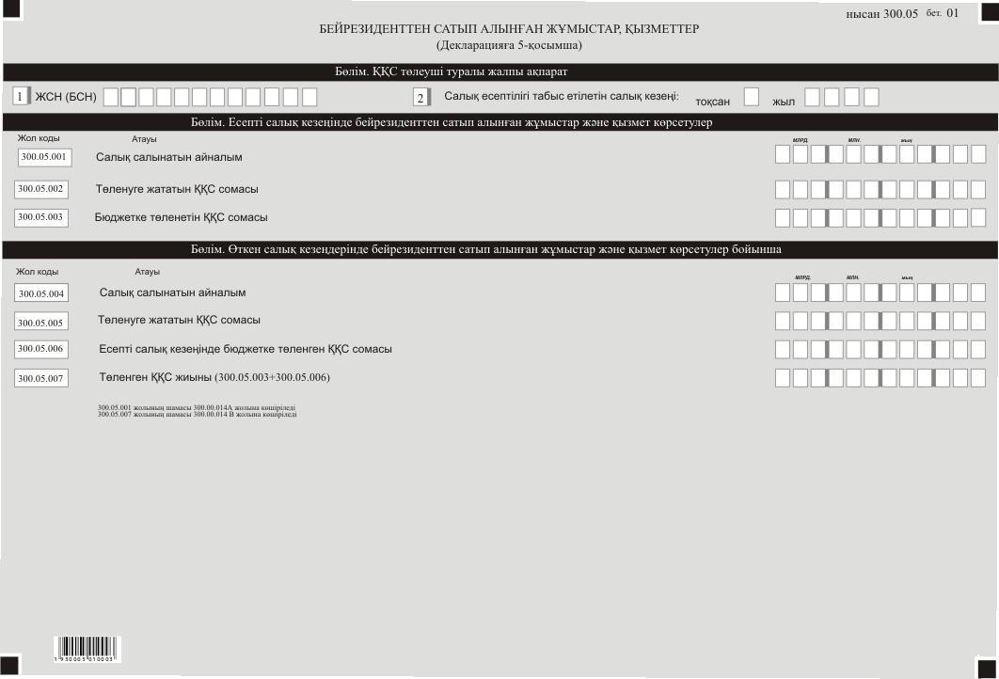 нысан 300.05 бет. 01
БЕЙРЕЗИДЕНТТЕН САТЫП АЛЫНҒАН ЖҰМЫСТАР, ҚЫЗМЕТТЕР
(Декларацияға 5-қосымша)
Бөлім. ҚҚС төлеуші туралы жалпы ақпарат
1 ЖСН (БСН) 2 Салық есептілігі табыс етілетін салық кезеңі: тоқсан жыл
Бөлім. Есепті салық кезеңінде бейрезиденттен сатып алынған жұмыстар және қызмет көрсетулер
Жол коды Атауы МЛРД. МЛН. мың
300.05.001 Салық салынатын айналым
300.05.002 Төленуге жататын ҚҚС сомасы
300.05.003 Бюджетке төленетін ҚҚС сомасы
Бөлім. Өткен салық кезеңдерінде бейрезиденттен сатып алынған жұмыстар және қызмет көрсетулер бойынша
Жол коды Атауы МЛРД. МЛН. мың
300.05.004 Салық салынатын айналым
300.05.005 Төленуге жататын ҚҚС сомасы
300.05.006 Есепті салық кезеңінде бюджетке төленген ҚҚС сомасы
300.05.007 Төленген ҚҚС жиыны (300.05.003+300.05.006)
300.05.001 жолының шамасы 300.00.014А жолына көшіріледі
300.05.007 жолының шамасы 300.00.014 В жолына көшіріледі
1 930005 010003